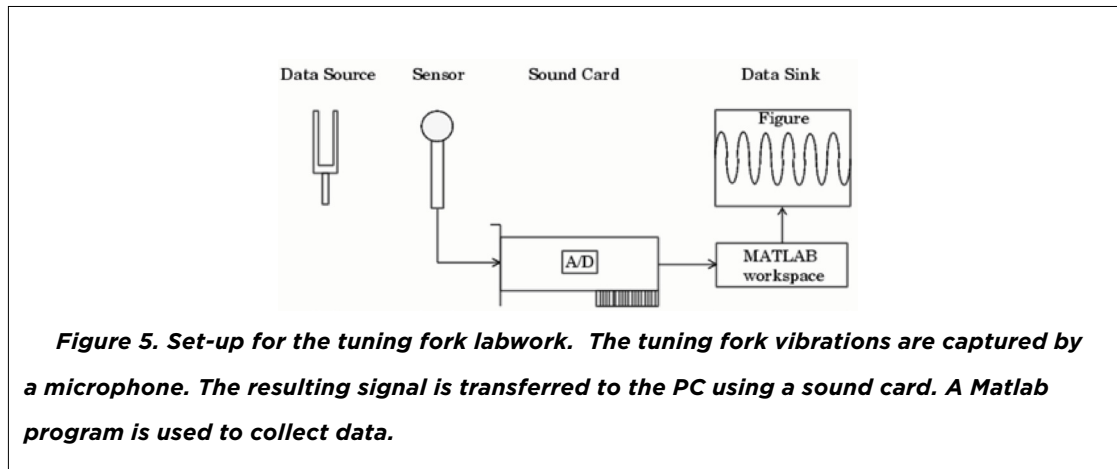 Data Source Sensor Sound Card Data Sink
Figure
A/D
MATLAB
workspace
Figure 5. Set-up for the tuning fork labwork. The tuning fork vibrations are captured by
a microphone. The resulting signal is transferred to the PC using a sound card. A Matlab
program is used to collect data.